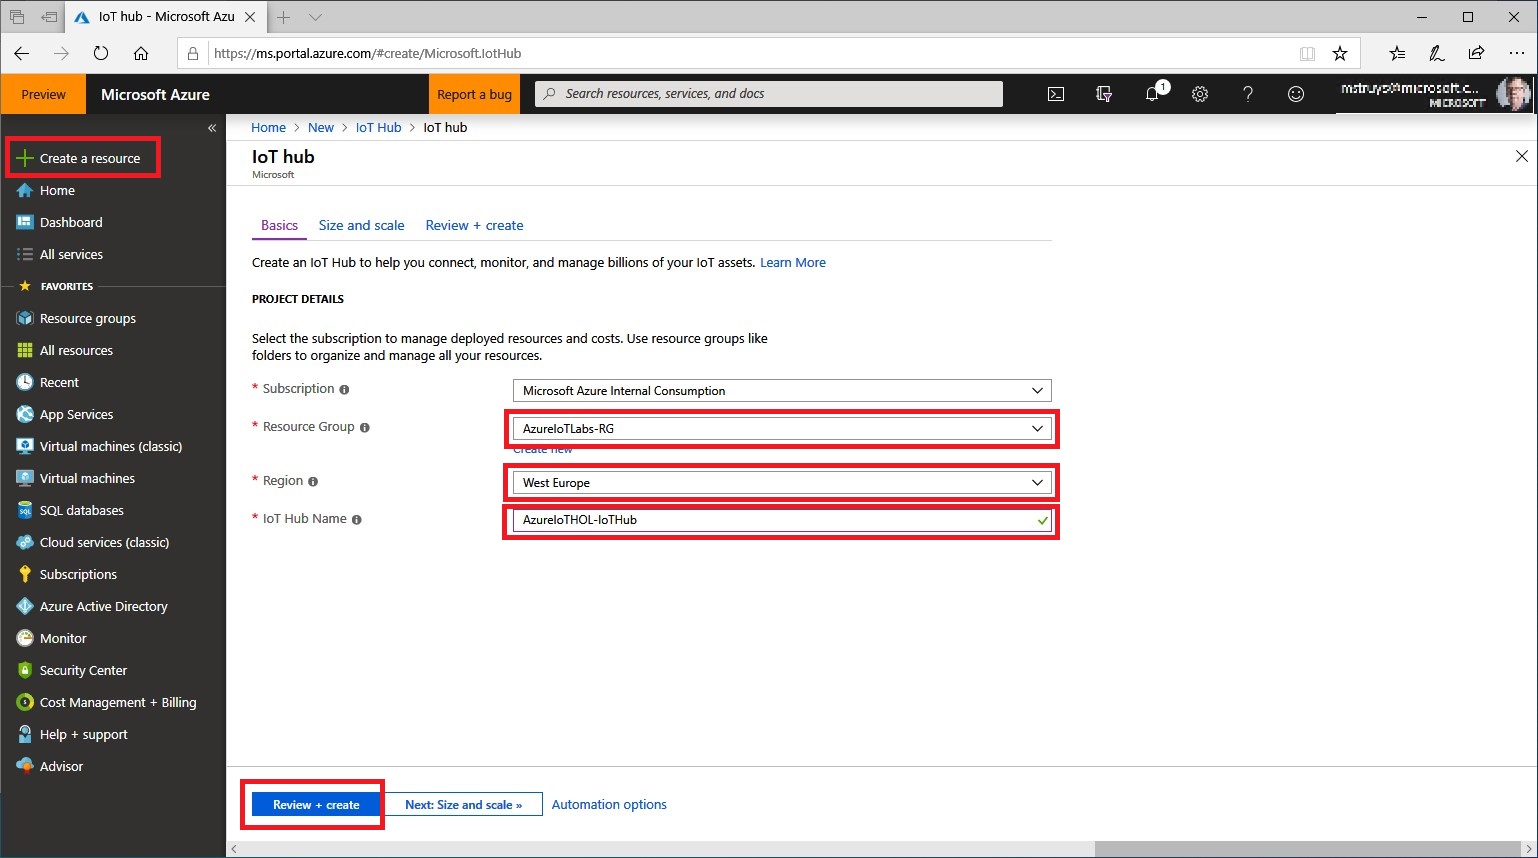 IoT hub - Microsoft Azu
https://ms.portal.azure.com/#create/Microsoft.IotHub
Preview
Microsoft Azure
Report a bug
Search resources, services, and docs
1
mstruys@microsoft.c...
MICROSOFT
Create a resource
Home
Dashboard
All services
FAVORITES
Resource groups
All resources
Recent
App Services
Virtual machines (classic)
Virtual machines
SQL databases
Cloud services (classic)
Subscriptions
Azure Active Directory
Monitor
Security Center
Cost Management + Billing
Help + support
Advisor
Home > New > IoT Hub > IoT hub
IoT hub
Microsoft
Basics Size and scale Review + create
Create an IoT Hub to help you connect, monitor, and manage billions of your IoT assets. Learn More
PROJECT DETAILS
Select the subscription to manage deployed resources and costs. Use resource groups like
folders to organize and manage all your resources.
* Subscription Microsoft Azure Internal Consumption
* Resource Group AzureIoTLabs-RG
Create new
* Region West Europe
* IoT Hub Name AzureIoTHOL-IoTHub
Review + create Next: Size and scale » Automation options